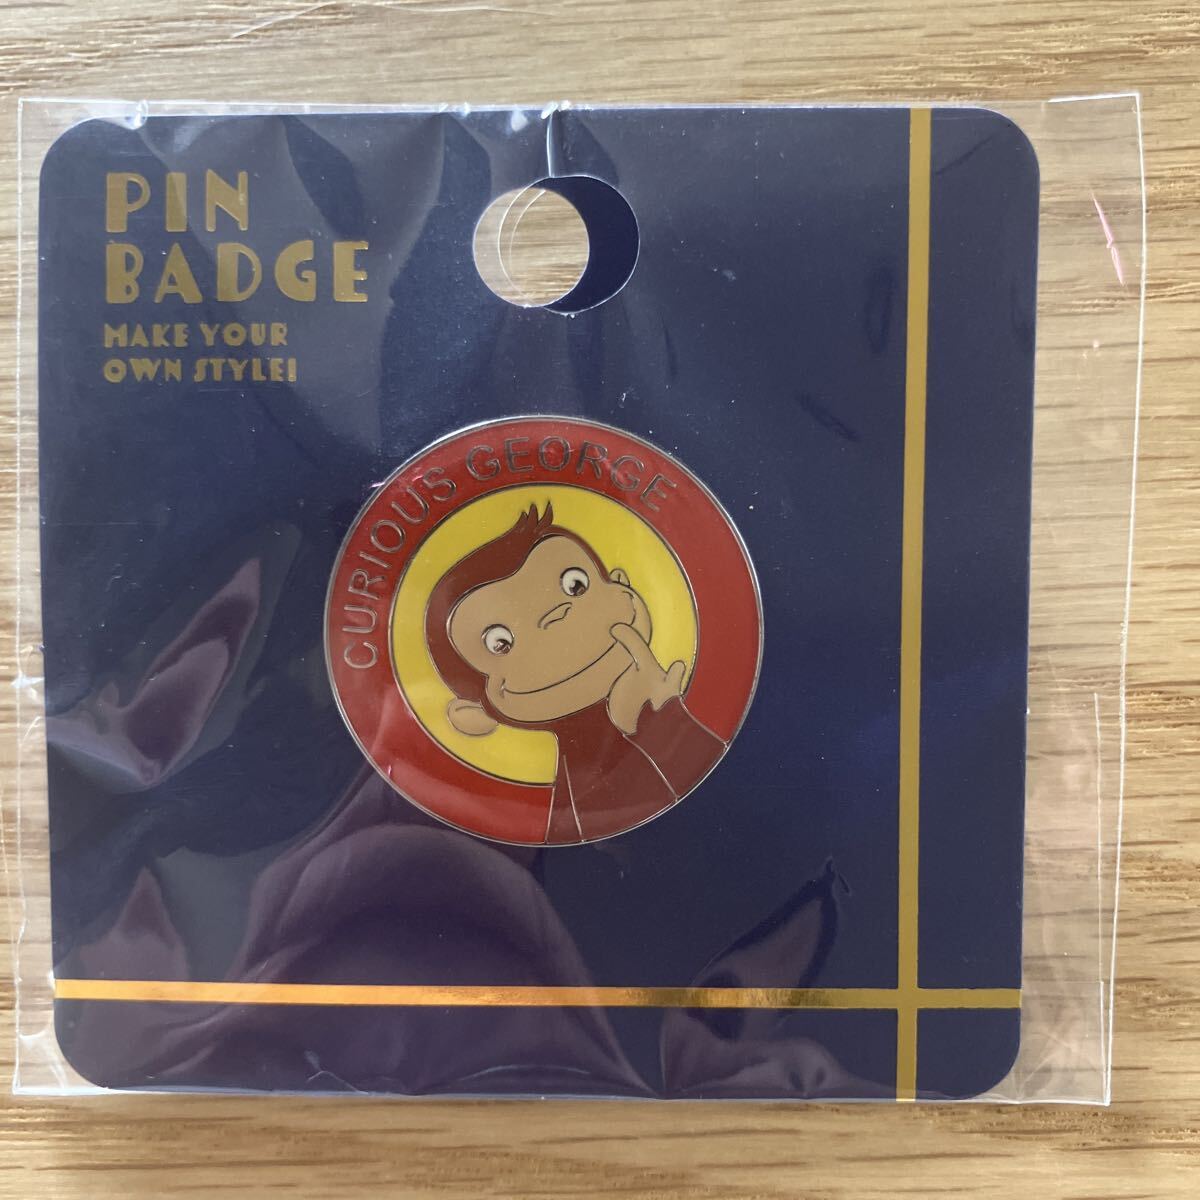 PIN
BADGE
MAKE YOUR
OWN STYLE!
CURIOUS GEORGE